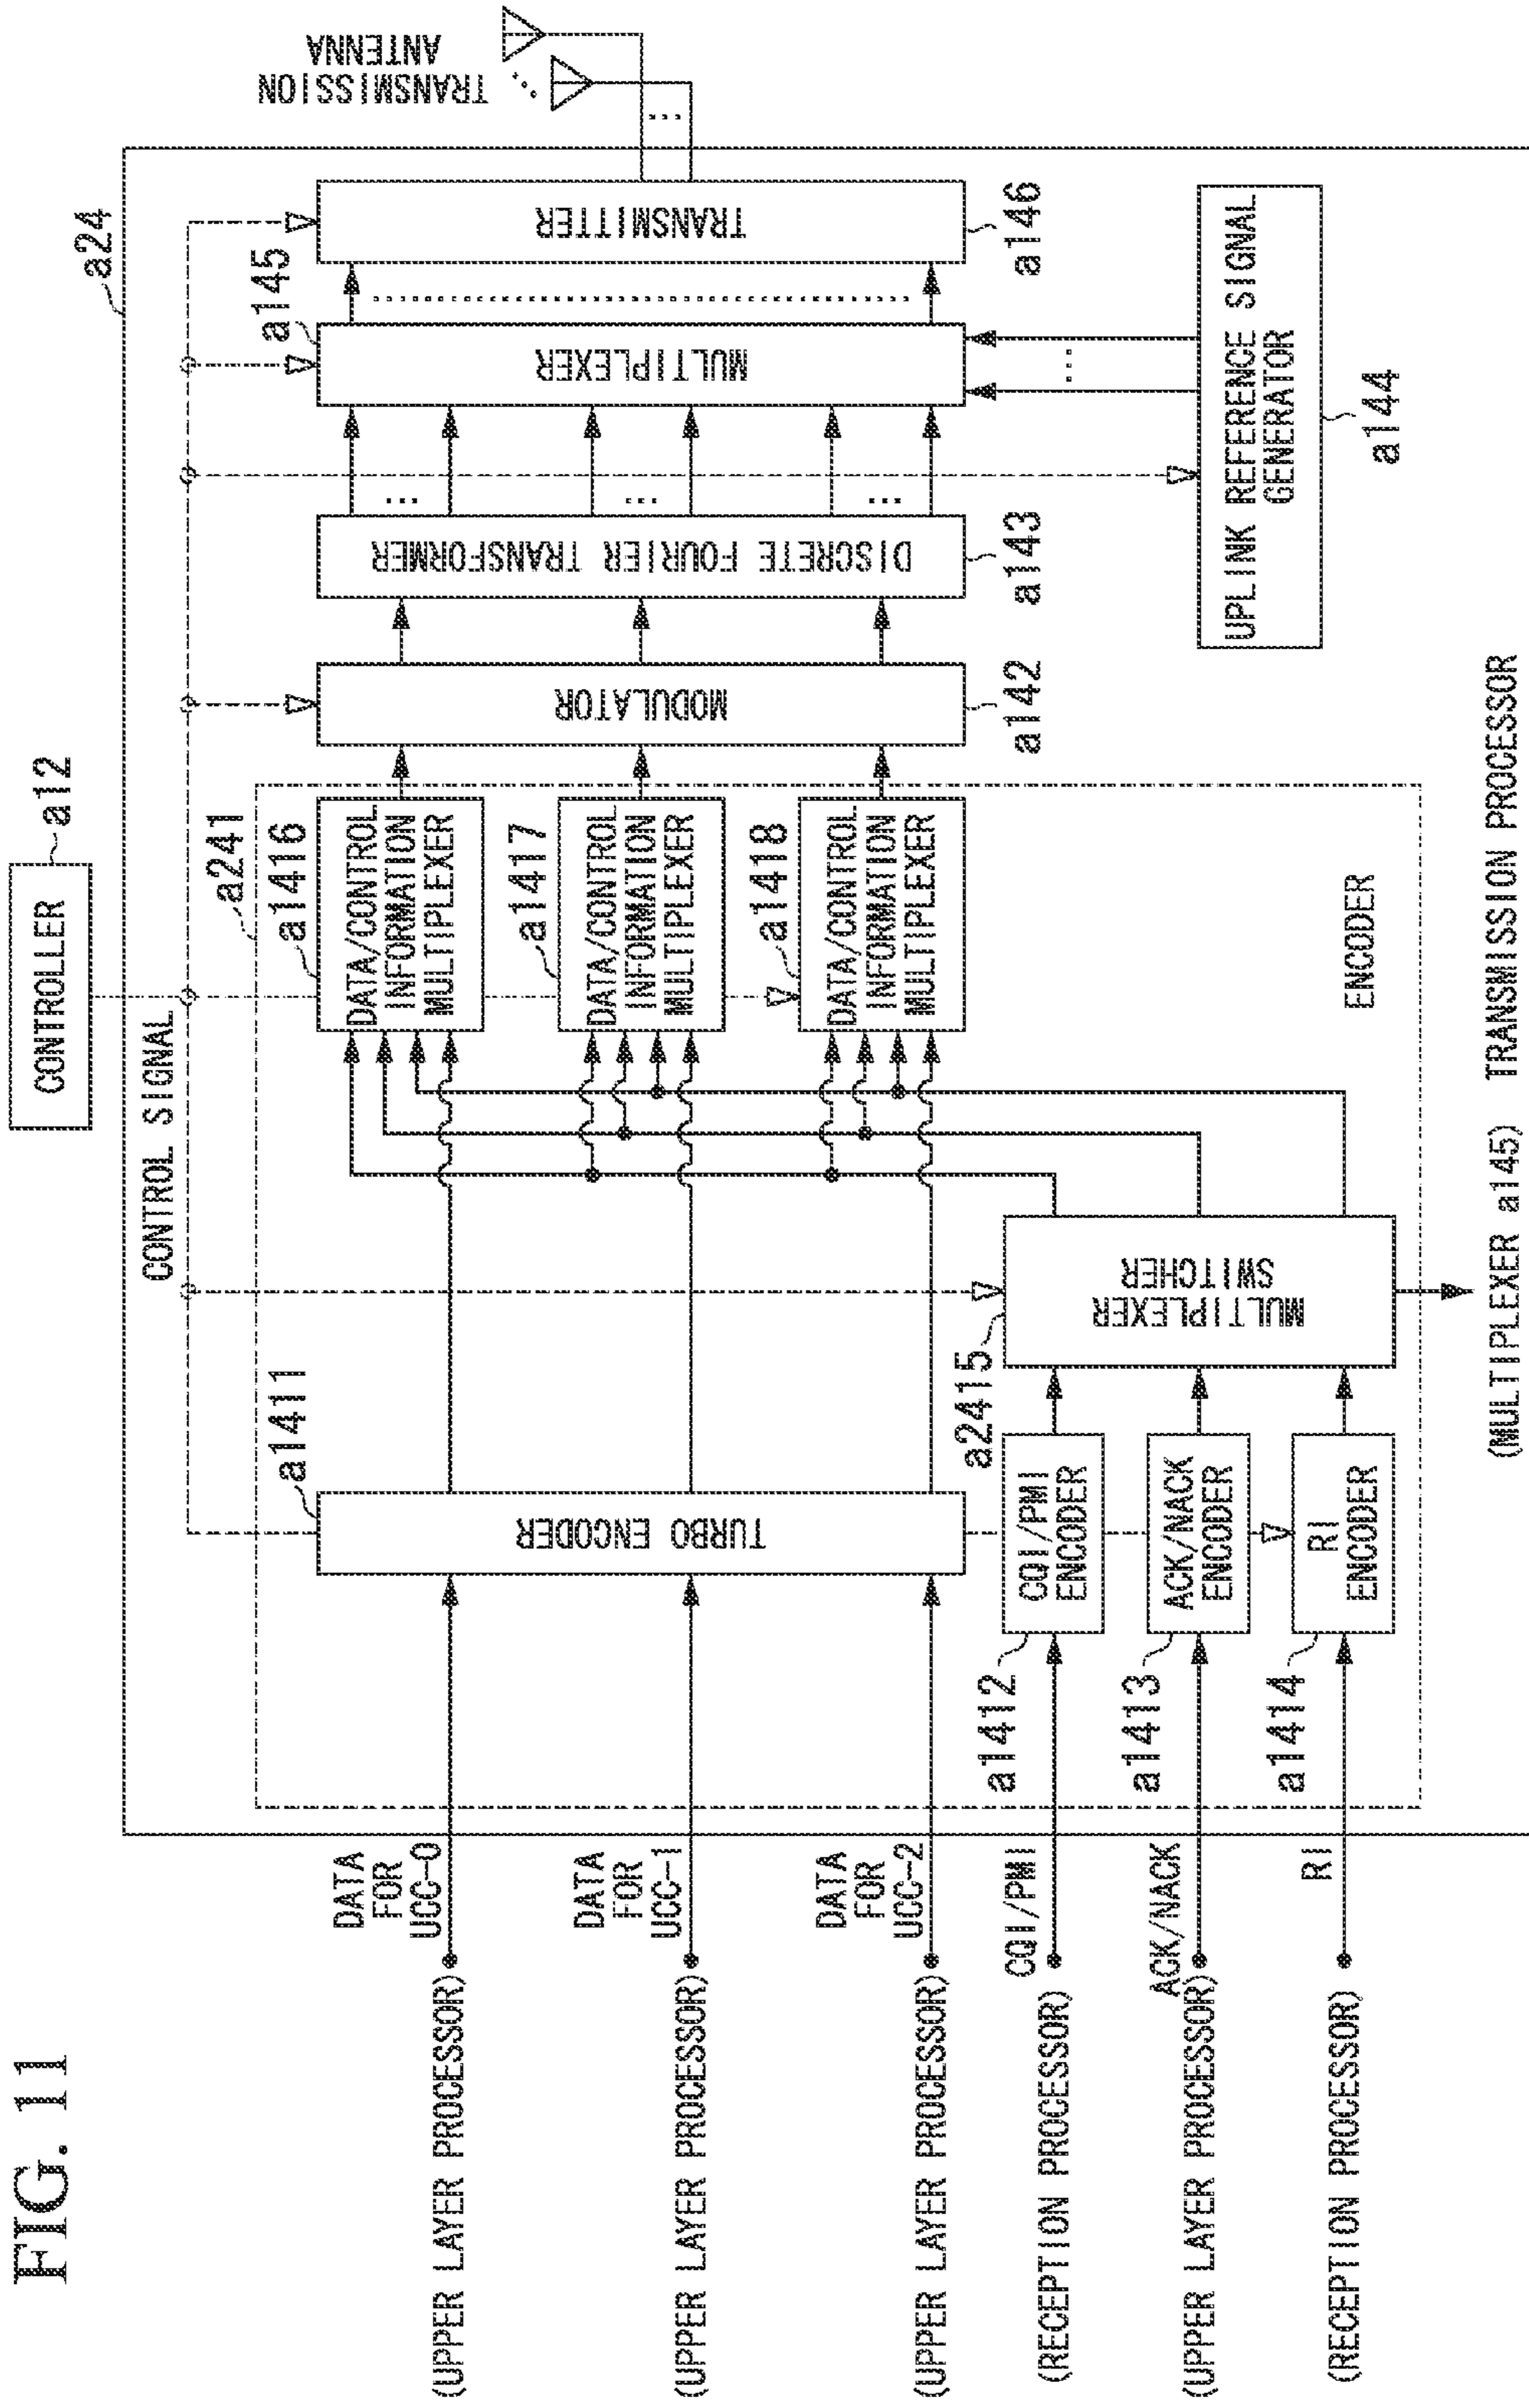 FIG. 11
CONTROLLER
a12
CONTROL SIGNAL
a24
a241
TRANSMISSION
ANTENNA
(UPPER LAYER PROCESSOR)
DATA
FOR
UCC-0
(UPPER LAYER PROCESSOR)
DATA
FOR
UCC-1
(UPPER LAYER PROCESSOR)
DATA
FOR
UCC-2
(RECEPTION PROCESSOR)
CQI/PMI
(UPPER LAYER PROCESSOR)
ACK/NACK
(RECEPTION PROCESSOR)
RI
a1411
TURBO ENCODER
a1412
CQI/PMI
ENCODER
a1413
ACK/NACK
ENCODER
a1414
RI
ENCODER
a2415
MULTIPLEXER
SWITCHER
a1416
DATA/CONTROL
INFORMATION
MULTIPLEXER
a1417
DATA/CONTROL
INFORMATION
MULTIPLEXER
a1418
DATA/CONTROL
INFORMATION
MULTIPLEXER
ENCODER
MODULATOR
a142
DISCRETE FOURIER TRANSFORMER
a143
a145
MULTIPLEXER
TRANSMITTER
a146
UPLINK REFERENCE SIGNAL
GENERATOR
a144
(MULTIPLEXER a145)
TRANSMISSION PROCESSOR